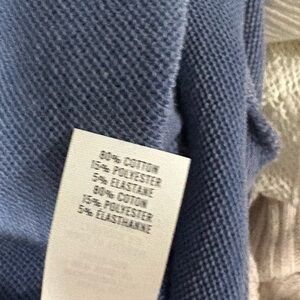 80% COTTON
15% POLYESTER
5% ELASTANE
80% COTON
15% POLYESTER
5% ELASTHANNE